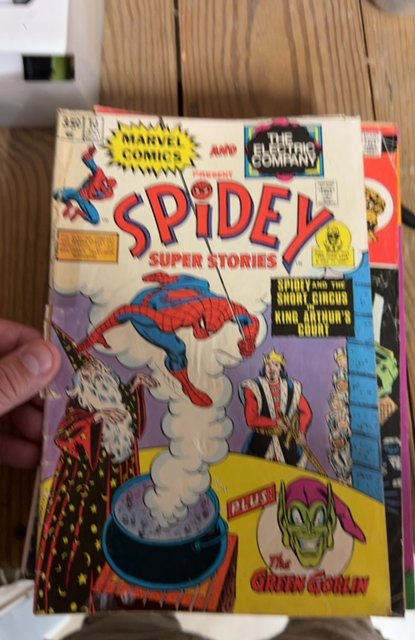 35¢
MARVEL
COMICS
AND
THE
ELECTRIC
COMPANY
PRESENT
SPIDEY
SUPER STORIES
SPIDEY AND THE
SHORT CIRCUS
IN
KING ARTHUR'S
COURT
PLUS:
The
GREEN GOBLIN